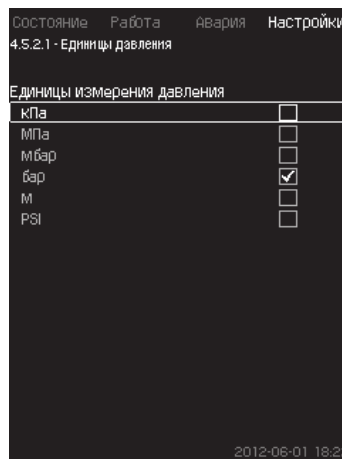 Состояние Работа Авария Настройки
4.5.2.1 - Единицы давления
Единицы измерения давления
кПа
МПа
Мбар
бар
М
PSI
2012-06-01 18:2